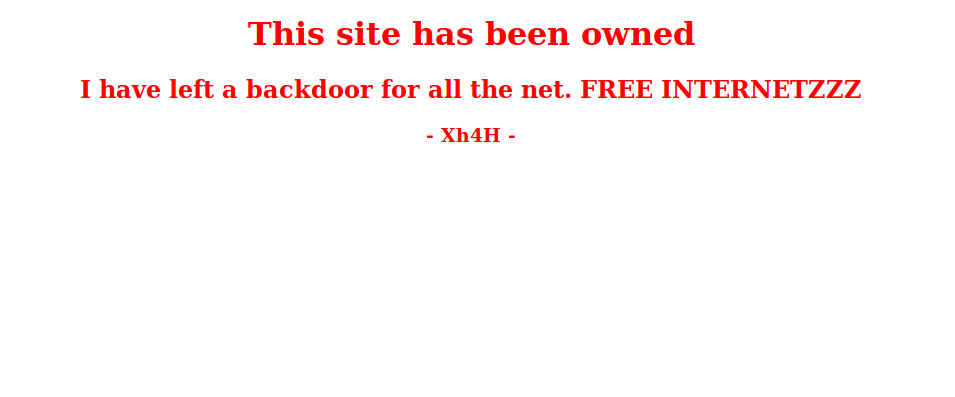 This site has been owned
I have left a backdoor for all the net. FREE INTERNETZZZ
- Xh4H -